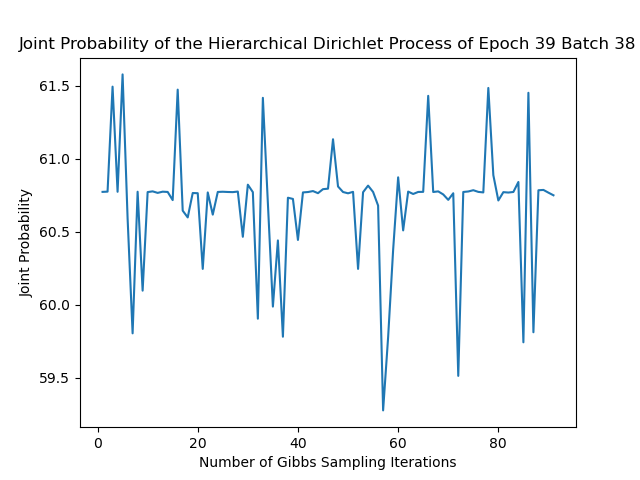 Joint Probability of the Hierarchical Dirichlet Process of Epoch 39 Batch 38
61.5
61.0
60.5
60.0
59.5
Joint Probability
0 20 40 60 80
Number of Gibbs Sampling Iterations